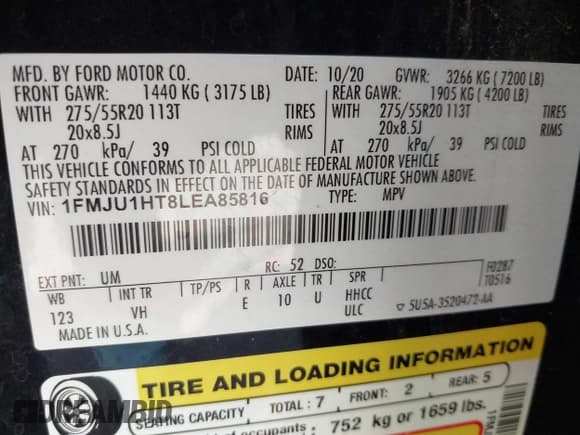 MFD. BY FORD MOTOR CO. DATE: 10/20 GVWR: 3266 KG ( 7200 LB)
FRONT GAWR: 1440 KG ( 3175 LB) REAR GAWR: 1905 KG ( 4200 LB)
WITH 275/55R20 113T TIRES WITH 275/55R20 113T TIRES
20x8.5J RIMS 20x8.5J RIMS
AT 270 kPa/ 39 PSI COLD AT 270 kPa/ 39 PSI COLD
THIS VEHICLE CONFORMS TO ALL APPLICABLE FEDERAL MOTOR VEHICLE
SAFETY STANDARDS IN EFFECT ON THE DATE OF MANUFACTURE SHOWN ABOVE.
VIN: 1FMJU1HT8LEA85816 TYPE: MPV
EXT PNT: UM RC: 52 DSO: F0287
WB INT TR TP/PS R AXLE TR SPR T0516
123 VH E 10 U HHCC
ULC ▽ 5U5A-3520472-AA
MADE IN U.S.A.
TIRE AND LOADING INFORMATION
SEATING CAPACITY TOTAL: 7 FRONT: 2 REAR: 5
of occupants 752 kg or 1659 lbs.
DREAMBID